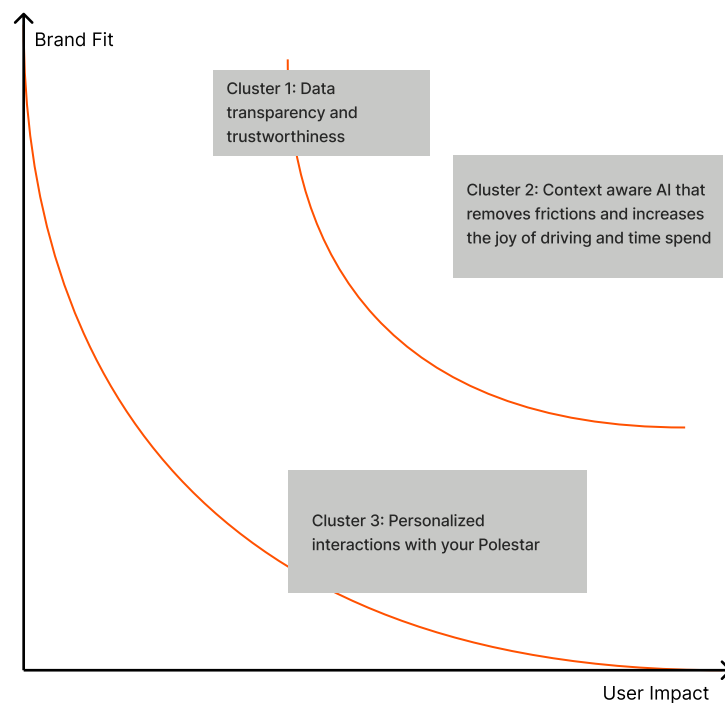 Brand Fit
Cluster 1: Data
transparency and
trustworthiness
Cluster 2: Context aware AI that
removes frictions and increases
the joy of driving and time spend
Cluster 3: Personalized
interactions with your Polestar
User Impact